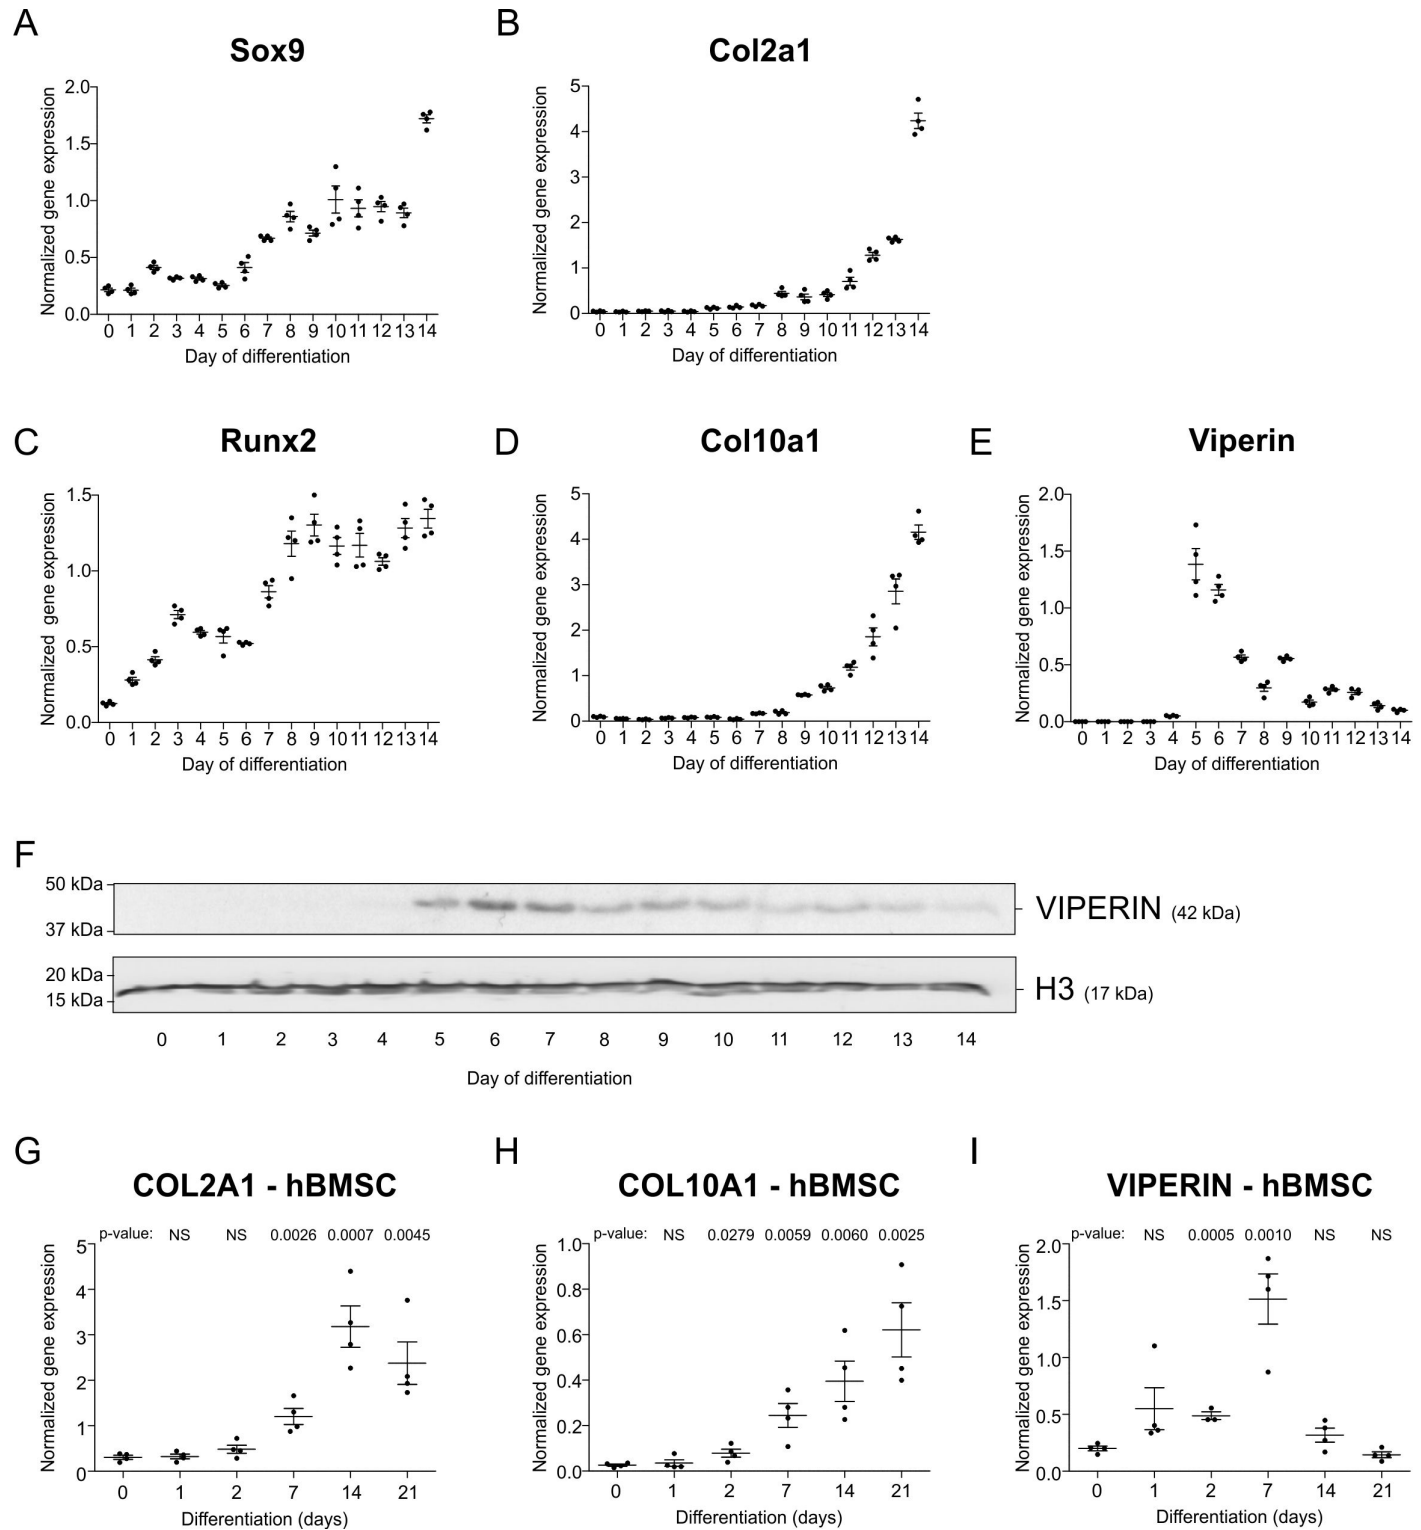 A
Sox9
Normalized gene expression
2.0
1.5
1.0
0.5
0.0
0 1 2 3 4 5 6 7 8 9 10 11 12 13 14
Day of differentiation
B
Col2a1
Normalized gene expression
5
4
3
2
1
0
0 1 2 3 4 5 6 7 8 9 10 11 12 13 14
Day of differentiation
C
Runx2
Normalized gene expression
1.5
1.0
0.5
0.0
0 1 2 3 4 5 6 7 8 9 10 11 12 13 14
Day of differentiation
D
Col10a1
Normalized gene expression
5
4
3
2
1
0
0 1 2 3 4 5 6 7 8 9 10 11 12 13 14
Day of differentiation
E
Viperin
Normalized gene expression
2.0
1.5
1.0
0.5
0.0
0 1 2 3 4 5 6 7 8 9 10 11 12 13 14
Day of differentiation
F
50 kDa
37 kDa
VIPERIN (42 kDa)
20 kDa
15 kDa
H3 (17 kDa)
0 1 2 3 4 5 6 7 8 9 10 11 12 13 14
Day of differentiation
G
COL2A1 - hBMSC
p-value: NS NS 0.0026 0.0007 0.0045
Normalized gene expression
5
4
3
2
1
0
0 1 2 7 14 21
Differentiation (days)
H
COL10A1 - hBMSC
p-value: NS 0.0279 0.0059 0.0060 0.0025
Normalized gene expression
1.0
0.8
0.6
0.4
0.2
0.0
0 1 2 7 14 21
Differentiation (days)
I
VIPERIN - hBMSC
p-value: NS 0.0005 0.0010 NS NS
Normalized gene expression
2.0
1.5
1.0
0.5
0.0
0 1 2 7 14 21
Differentiation (days)